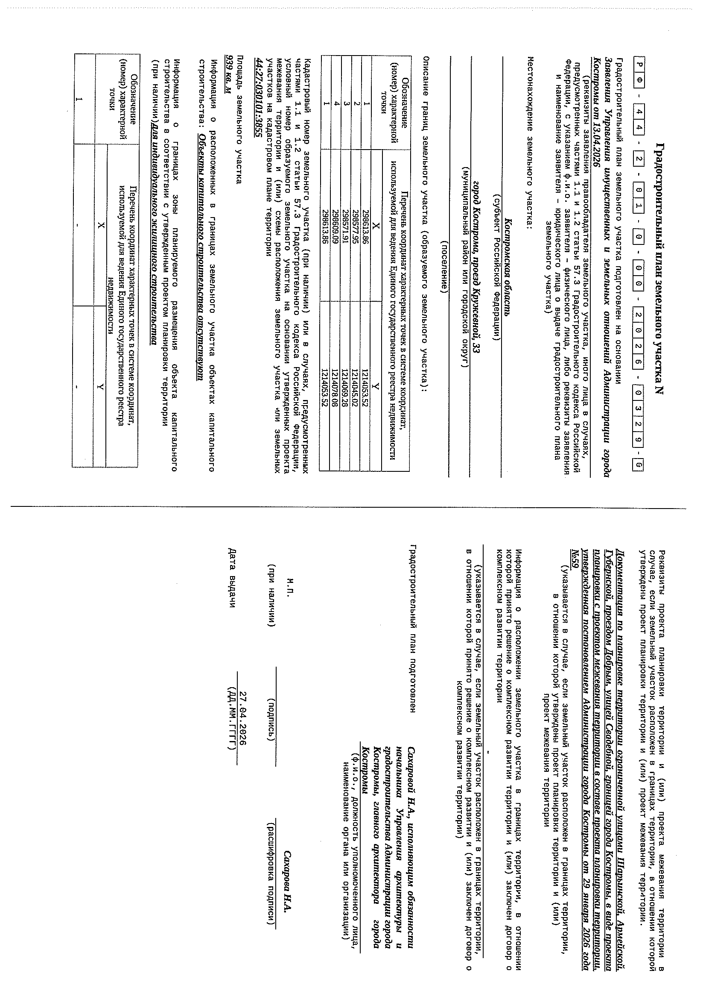 Градостроительный план земельного участка N
Р Ф - 4 4 - 2 - 0 1 - 0 - 0 0 - 2 0 2 6 - 0 3 2 9 - 0
Градостроительный план земельного участка подготовлен на основании
Заявления Управления имущественных и земельных отношений Администрации города
Костромы от 13.04.2026
(реквизиты заявления правообладателя земельного участка, иного лица в случаях,
предусмотренных частями 1.1 и 1.2 статьи 57.3 Градостроительного кодекса Российской
Федерации, с указанием ф.и.о. заявителя – физического лица, либо реквизиты заявления
и наименование заявителя – юридического лица о выдаче градостроительного плана
земельного участка)
Местонахождение земельного участка:
Костромская область
(субъект Российской Федерации)
город Кострома, проезд Кружевной, 33
(муниципальный район или городской округ)
(поселение)
Описание границ земельного участка (образуемого земельного участка):
Обозначение (номер) характерной точки
Перечень координат характерных точек в системе координат,
используемой для ведения Единого государственного реестра недвижимости
X Y
1 298613.86 1214053.52
2 298577.95 1214045.02
3 298571.91 1214069.28
4 298609.09 1214078.08
1 298613.86 1214053.52
Кадастровый номер земельного участка (при наличии) или в случаях, предусмотренных
частями 1.1 и 1.2 статьи 57.3 Градостроительного кодекса Российской Федерации,
условный номер образуемого земельного участка на основании утвержденных проекта
межевания территории и (или) схемы расположения земельного участка или земельных
участков на кадастровом плане территории
44:27:030101:3855
Площадь земельного участка
939 кв. м
Информация о расположенных в границах земельного участка объектах капитального
строительства: Объекты капитального строительства отсутствуют
Информация о границах зоны планируемого размещения объекта капитального
строительства в соответствии с утвержденным проектом планировки территории
(при наличии)Для индивидуального жилищного строительства
Обозначение (номер) характерной точки
Перечень координат характерных точек в системе координат,
используемой для ведения Единого государственного реестра
недвижимости
X Y
1 - -
Реквизиты проекта планировки территории и (или) проекта межевания территории в
случае, если земельный участок расположен в границах территории, в отношении которой
утверждены проект планировки территории и (или) проект межевания территории.
Документация по планировке территории ограниченной улицами Шарьинской, Армейской,
Губернской, проездом Добрым, улицей Свадебной, границей города Костромы, в виде проекта
планировки с проектом межевания территории в составе проекта планировки территории,
утвержденная постановлением Администрации города Костромы от 29 января 2026 года
№59
(указывается в случае, если земельный участок расположен в границах территории,
в отношении которой утверждены проект планировки территории и (или)
проект межевания территории
Информация о расположении земельного участка в границах территории, в отношении
которой принято решение о комплексном развитии территории и (или) заключен договор о
комплексном развитии территории
-
(указывается в случае, если земельный участок расположен в границах территории,
в отношении которой принято решение о комплексном развитии и (или) заключен договор о
комплексном развитии территории)
Градостроительный план подготовлен
Сахаровой Н.А., исполняющим обязанности
начальника Управления архитектуры и
градостроительства Администрации города
Костромы, главного архитектора города
Костромы
(ф.и.о., должность уполномоченного лица,
наименование органа или организации)
М.П.
Сахарова Н.А.
(при наличии) (подпись) (расшифровка подписи)
Дата выдачи 27.04.2026
(ДД.ММ.ГГГГ)